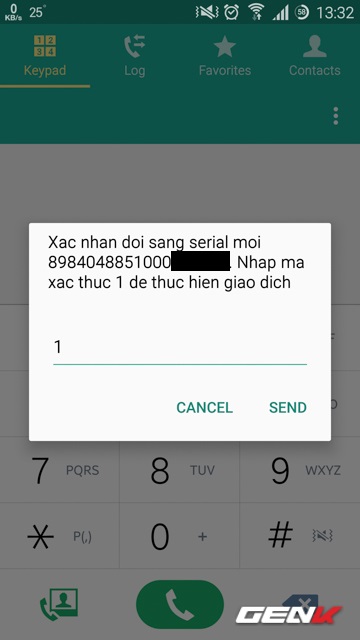 0 KB/s 25° 58 13:32
Keypad Log Favorites Contacts
Xac nhan doi sang serial moi
8984048851000 . Nhap ma
xac thuc 1 de thuc hien giao dich
1
CANCEL SEND
7 PQRS 8 TUV 9 WXYZ
* P(,) 0 + #
GENK